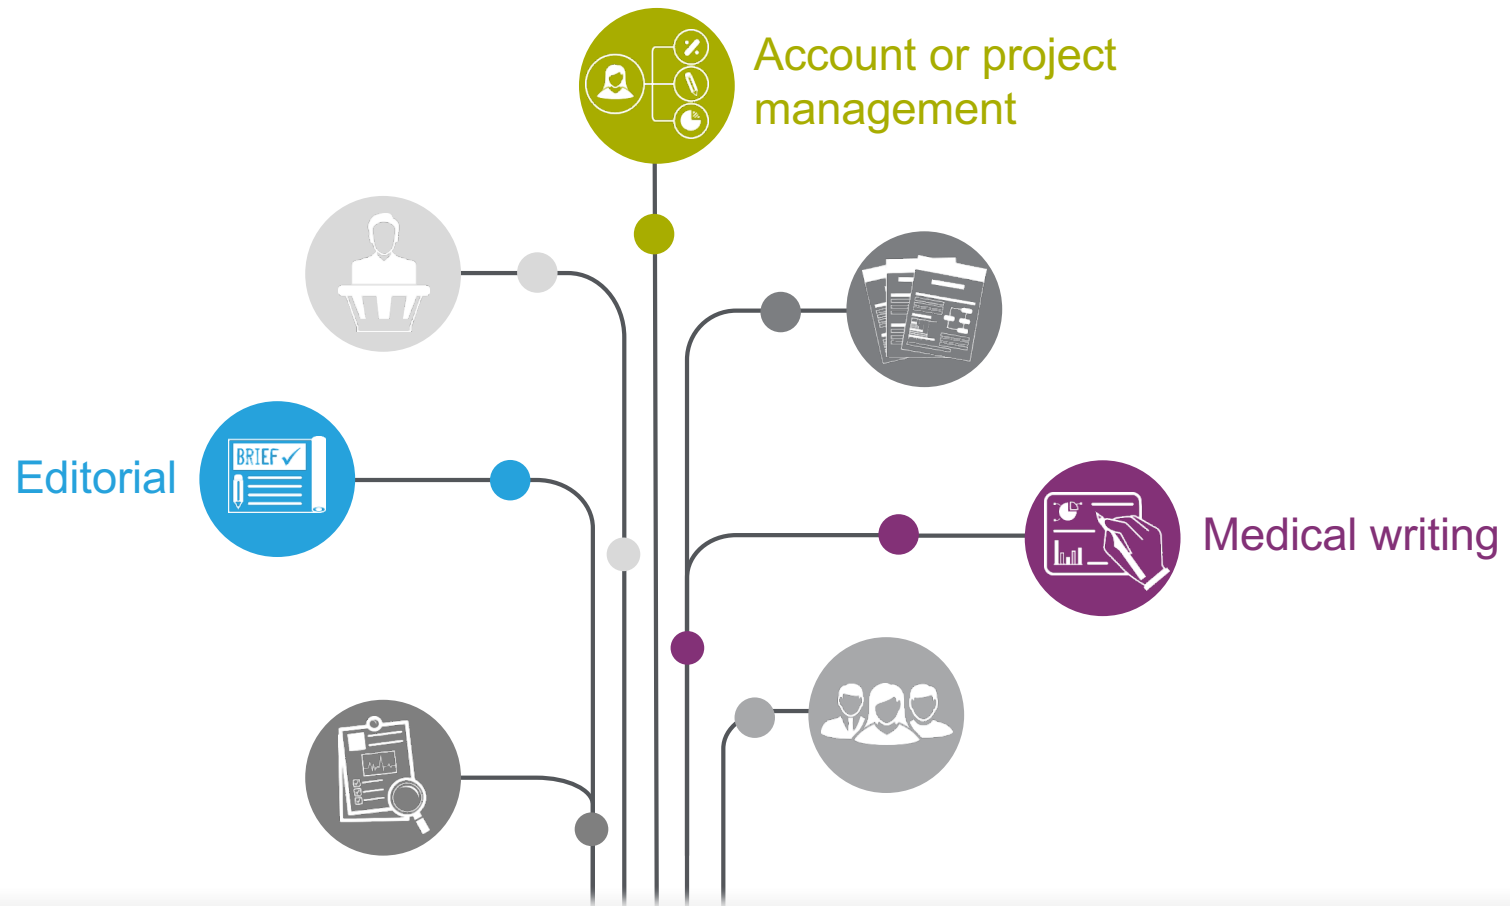 Account or project
management
Editorial
BRIEF
Medical writing